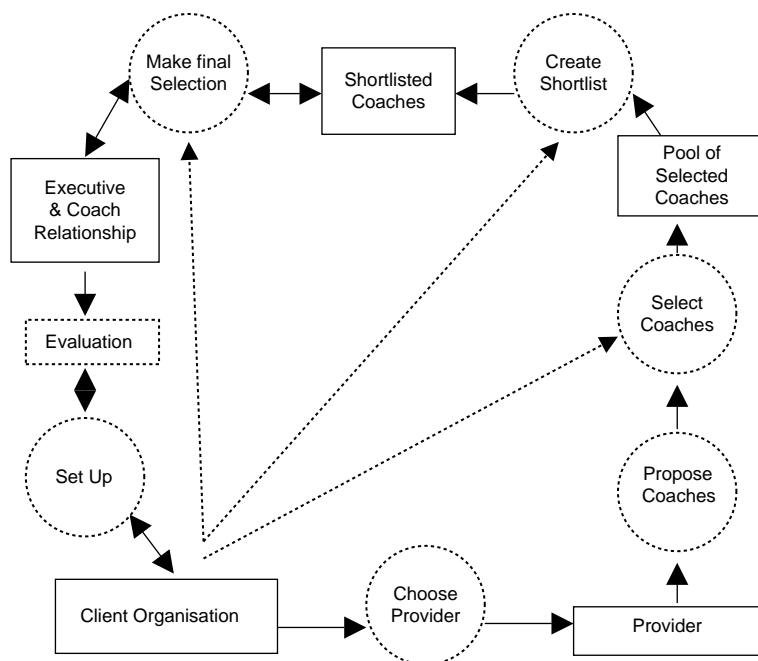 Make final
Selection
Shortlisted
Coaches
Create
Shortlist
Pool of
Selected
Coaches
Executive
& Coach
Relationship
Select
Coaches
Evaluation
Set Up
Propose
Coaches
Client Organisation
Choose
Provider
Provider